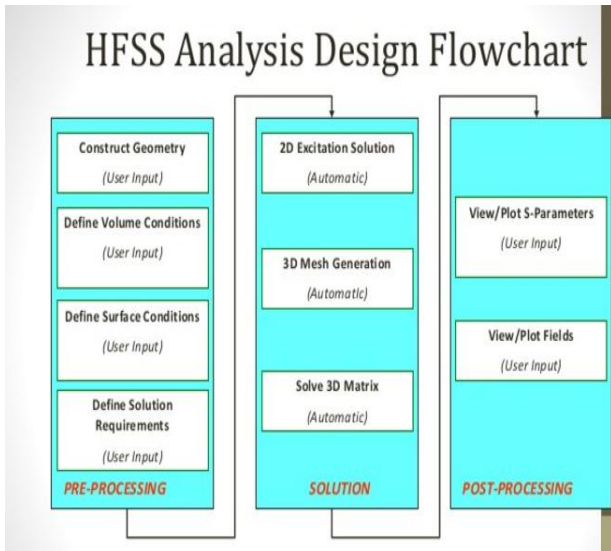 HFSS Analysis Design Flowchart
Construct Geometry
(User Input)
Define Volume Conditions
(User Input)
Define Surface Conditions
(User Input)
Define Solution
Requirements
(User Input)
PRE-PROCESSING
2D Excitation Solution
(Automatic)
3D Mesh Generation
(Automatic)
Solve 3D Matrix
(Automatic)
SOLUTION
View/Plot S-Parameters
(User Input)
View/Plot Fields
(User Input)
POST-PROCESSING